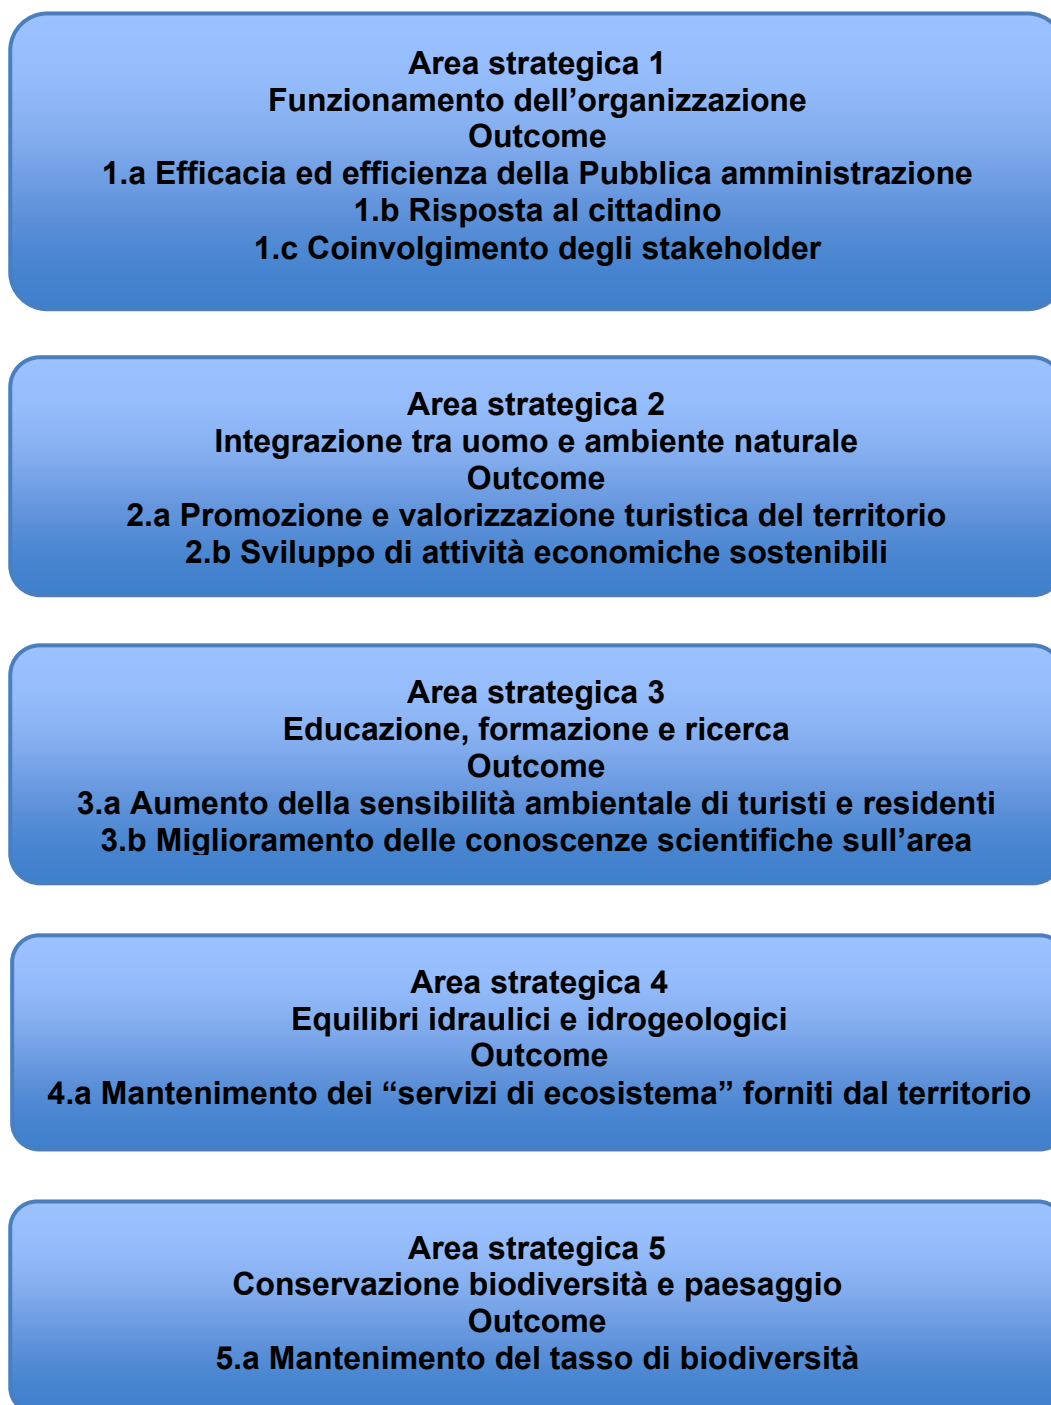 Area strategica 1
Funzionamento dell’organizzazione
Outcome
1.a Efficacia ed efficienza della Pubblica amministrazione
1.b Risposta al cittadino
1.c Coinvolgimento degli stakeholder
Area strategica 2
Integrazione tra uomo e ambiente naturale
Outcome
2.a Promozione e valorizzazione turistica del territorio
2.b Sviluppo di attività economiche sostenibili
Area strategica 3
Educazione, formazione e ricerca
Outcome
3.a Aumento della sensibilità ambientale di turisti e residenti
3.b Miglioramento delle conoscenze scientifiche sull’area
Area strategica 4
Equilibri idraulici e idrogeologici
Outcome
4.a Mantenimento dei “servizi di ecosistema” forniti dal territorio
Area strategica 5
Conservazione biodiversità e paesaggio
Outcome
5.a Mantenimento del tasso di biodiversità